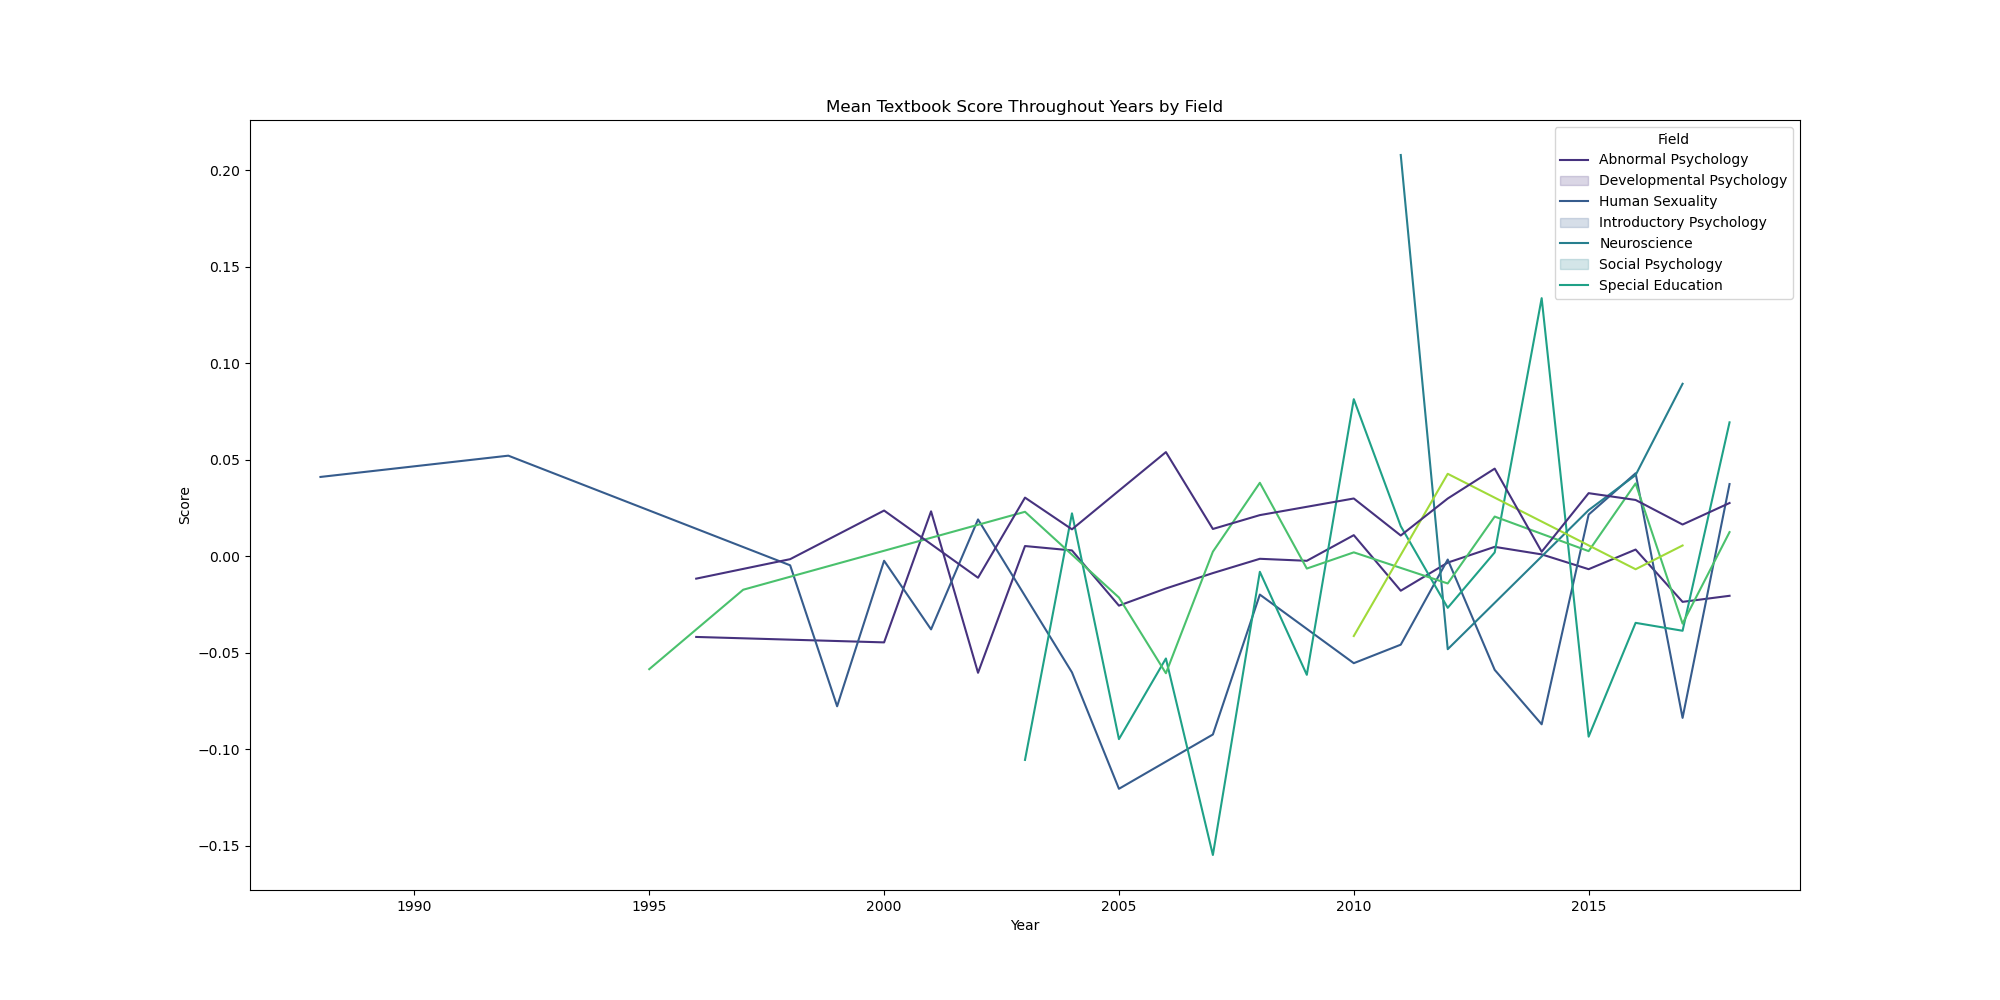 Mean Textbook Score Throughout Years by Field
Field
Abnormal Psychology
Developmental Psychology
Human Sexuality
Introductory Psychology
Neuroscience
Social Psychology
Special Education
0.20
0.15
0.10
0.05
0.00
−0.05
−0.10
−0.15
Score
1990 1995 2000 2005 2010 2015
Year